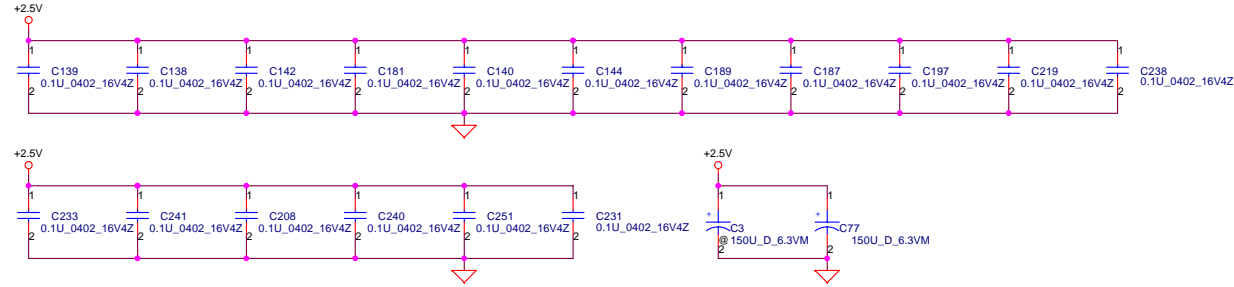 +2.5V
1 1 1 1 1 1 1 1 1 1 1
C139 C138 C142 C181 C140 C144 C189 C187 C197 C219 C238
0.1U_0402_16V4Z 0.1U_0402_16V4Z 0.1U_0402_16V4Z 0.1U_0402_16V4Z 0.1U_0402_16V4Z 0.1U_0402_16V4Z 0.1U_0402_16V4Z 0.1U_0402_16V4Z 0.1U_0402_16V4Z 0.1U_0402_16V4Z 0.1U_0402_16V4Z
2 2 2 2 2 2 2 2 2 2 2
+2.5V +2.5V
1 1 1 1 1 1 1 1
+ +
C233 C241 C208 C240 C251 C231 C3 C77
0.1U_0402_16V4Z 0.1U_0402_16V4Z 0.1U_0402_16V4Z 0.1U_0402_16V4Z 0.1U_0402_16V4Z 0.1U_0402_16V4Z @150U_D_6.3VM 150U_D_6.3VM
2 2 2 2 2 2 2 2